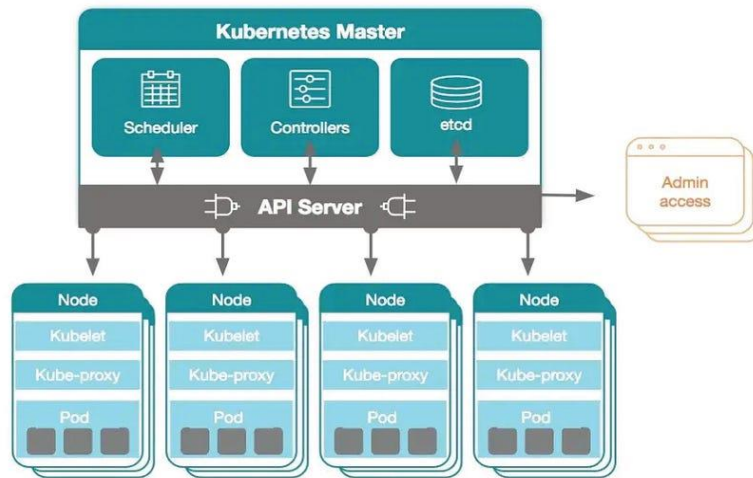 Kubernetes Master
Scheduler
Controllers
etcd
API Server
Admin
access
Node
Kubelet
Kube-proxy
Pod
Node
Kubelet
Kube-proxy
Pod
Node
Kubelet
Kube-proxy
Pod
Node
Kubelet
Kube-proxy
Pod